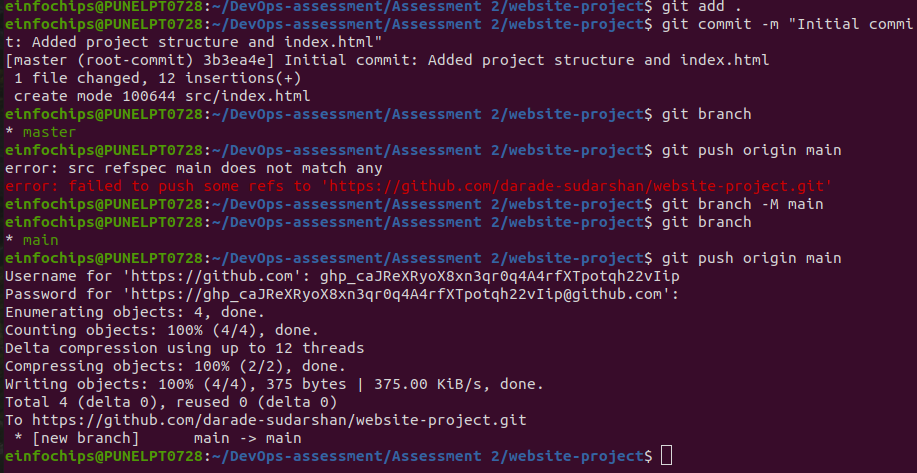 einfochips@PUNELPT0728:~/DevOps-assessment/Assessment 2/website-project$ git add .
einfochips@PUNELPT0728:~/DevOps-assessment/Assessment 2/website-project$ git commit -m "Initial commi
t: Added project structure and index.html"
[master (root-commit) 3b3ea4e] Initial commit: Added project structure and index.html
 1 file changed, 12 insertions(+)
 create mode 100644 src/index.html
einfochips@PUNELPT0728:~/DevOps-assessment/Assessment 2/website-project$ git branch
* master
einfochips@PUNELPT0728:~/DevOps-assessment/Assessment 2/website-project$ git push origin main
error: src refspec main does not match any
error: failed to push some refs to 'https://github.com/darade-sudarshan/website-project.git'
einfochips@PUNELPT0728:~/DevOps-assessment/Assessment 2/website-project$ git branch -M main
einfochips@PUNELPT0728:~/DevOps-assessment/Assessment 2/website-project$ git branch
* main
einfochips@PUNELPT0728:~/DevOps-assessment/Assessment 2/website-project$ git push origin main
Username for 'https://github.com': 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
Password for 'https://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@github.com':
Enumerating objects: 4, done.
Counting objects: 100% (4/4), done.
Delta compression using up to 12 threads
Compressing objects: 100% (2/2), done.
Writing objects: 100% (4/4), 375 bytes | 375.00 KiB/s, done.
Total 4 (delta 0), reused 0 (delta 0)
To https://github.com/darade-sudarshan/website-project.git
 * [new branch]      main -> main
einfochips@PUNELPT0728:~/DevOps-assessment/Assessment 2/website-project$